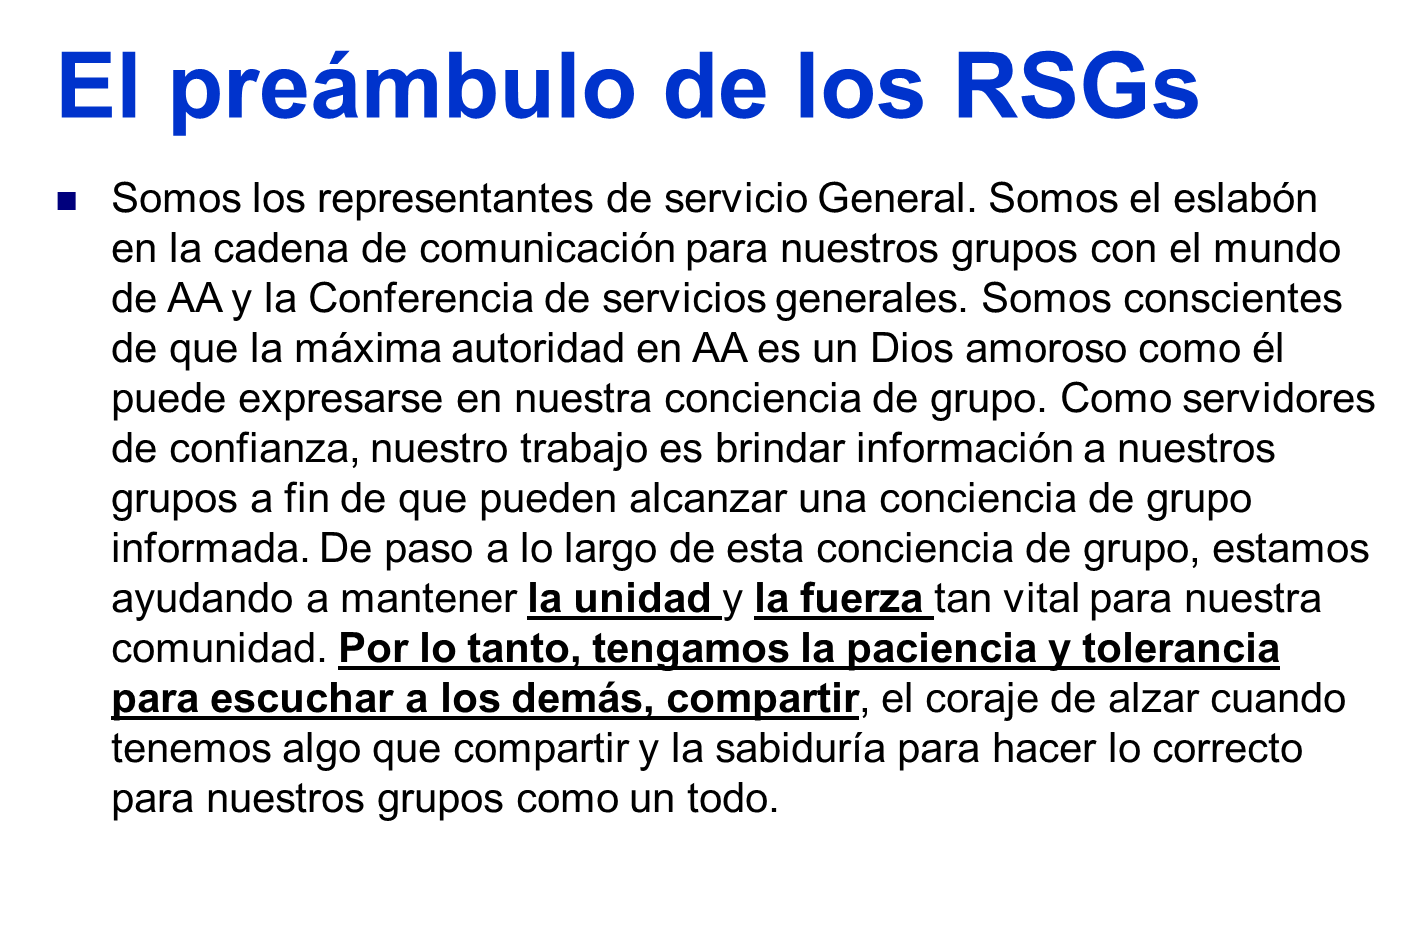 El preámbulo de los RSGs
Somos los representantes de servicio General. Somos el eslabón
en la cadena de comunicación para nuestros grupos con el mundo
de AA y la Conferencia de servicios generales. Somos conscientes
de que la máxima autoridad en AA es un Dios amoroso como él
puede expresarse en nuestra conciencia de grupo. Como servidores
de confianza, nuestro trabajo es brindar información a nuestros
grupos a fin de que pueden alcanzar una conciencia de grupo
informada. De paso a lo largo de esta conciencia de grupo, estamos
ayudando a mantener la unidad y la fuerza tan vital para nuestra
comunidad. Por lo tanto, tengamos la paciencia y tolerancia
para escuchar a los demás, compartir, el coraje de alzar cuando
tenemos algo que compartir y la sabiduría para hacer lo correcto
para nuestros grupos como un todo.